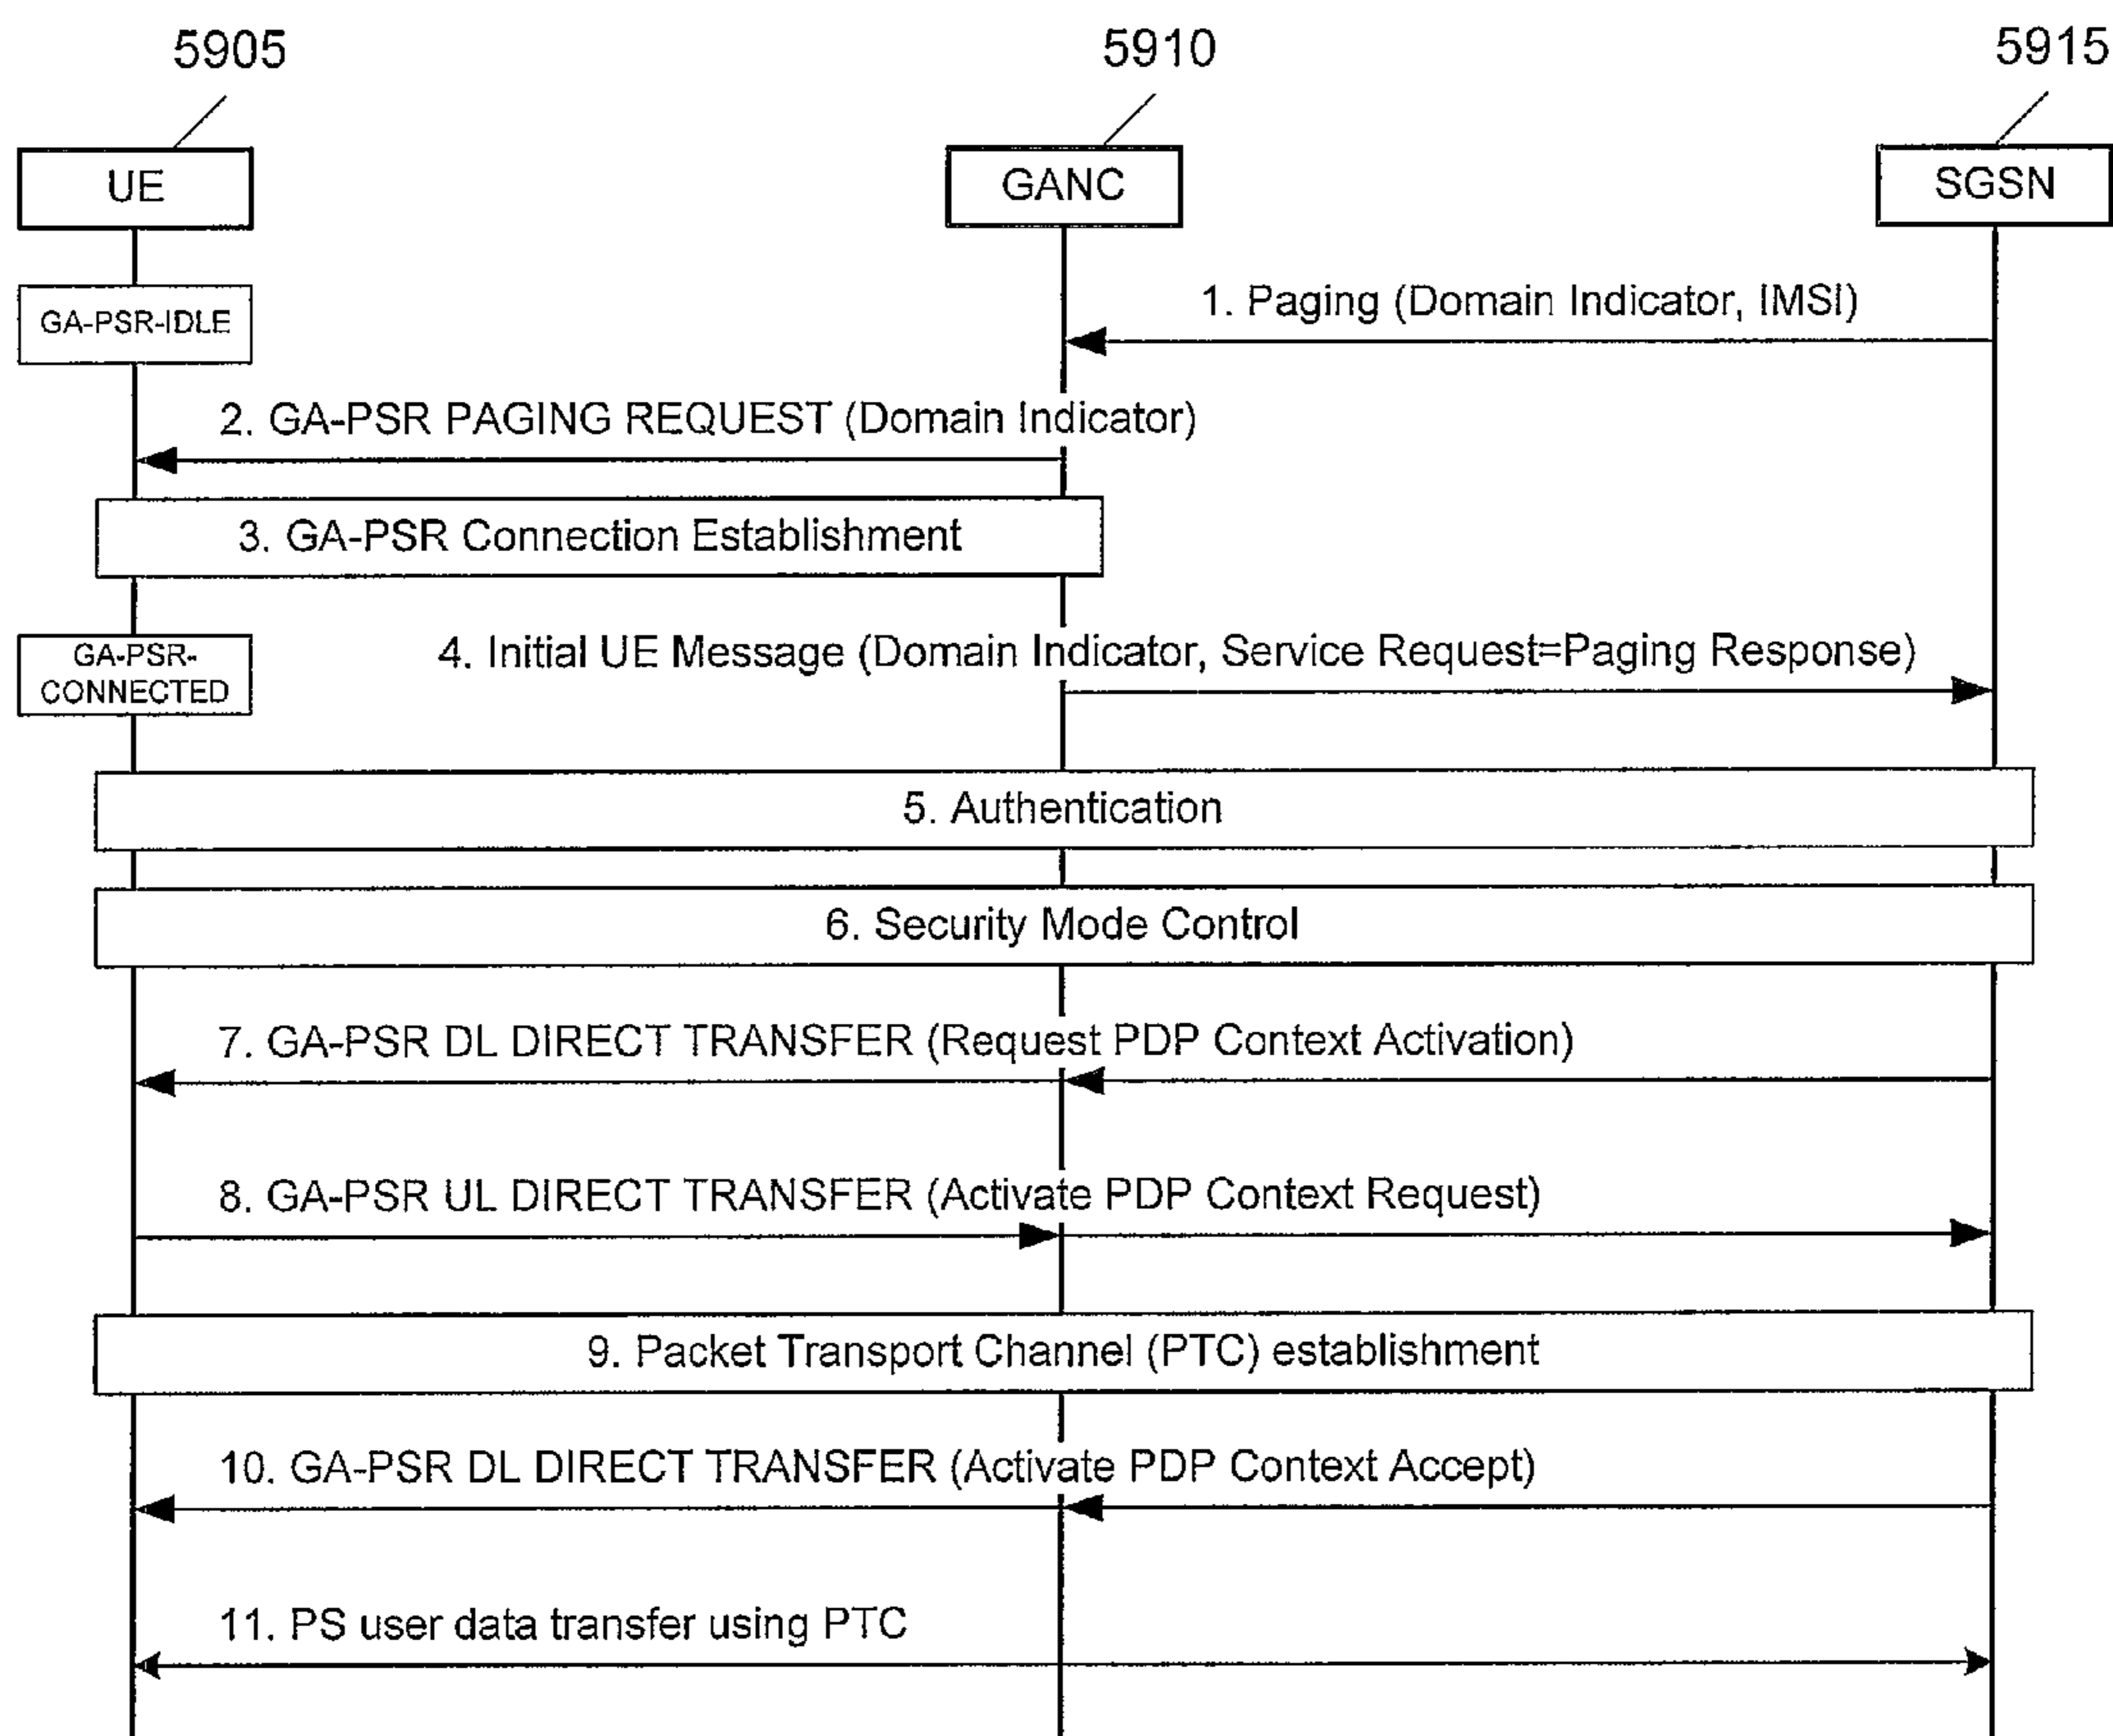 5905
5910
5915
UE
GANC
SGSN
GA-PSR-IDLE
1. Paging (Domain Indicator, IMSI)
2. GA-PSR PAGING REQUEST (Domain Indicator)
3. GA-PSR Connection Establishment
GA-PSR-
CONNECTED
4. Initial UE Message (Domain Indicator, Service Request=Paging Response)
5. Authentication
6. Security Mode Control
7. GA-PSR DL DIRECT TRANSFER (Request PDP Context Activation)
8. GA-PSR UL DIRECT TRANSFER (Activate PDP Context Request)
9. Packet Transport Channel (PTC) establishment
10. GA-PSR DL DIRECT TRANSFER (Activate PDP Context Accept)
11. PS user data transfer using PTC